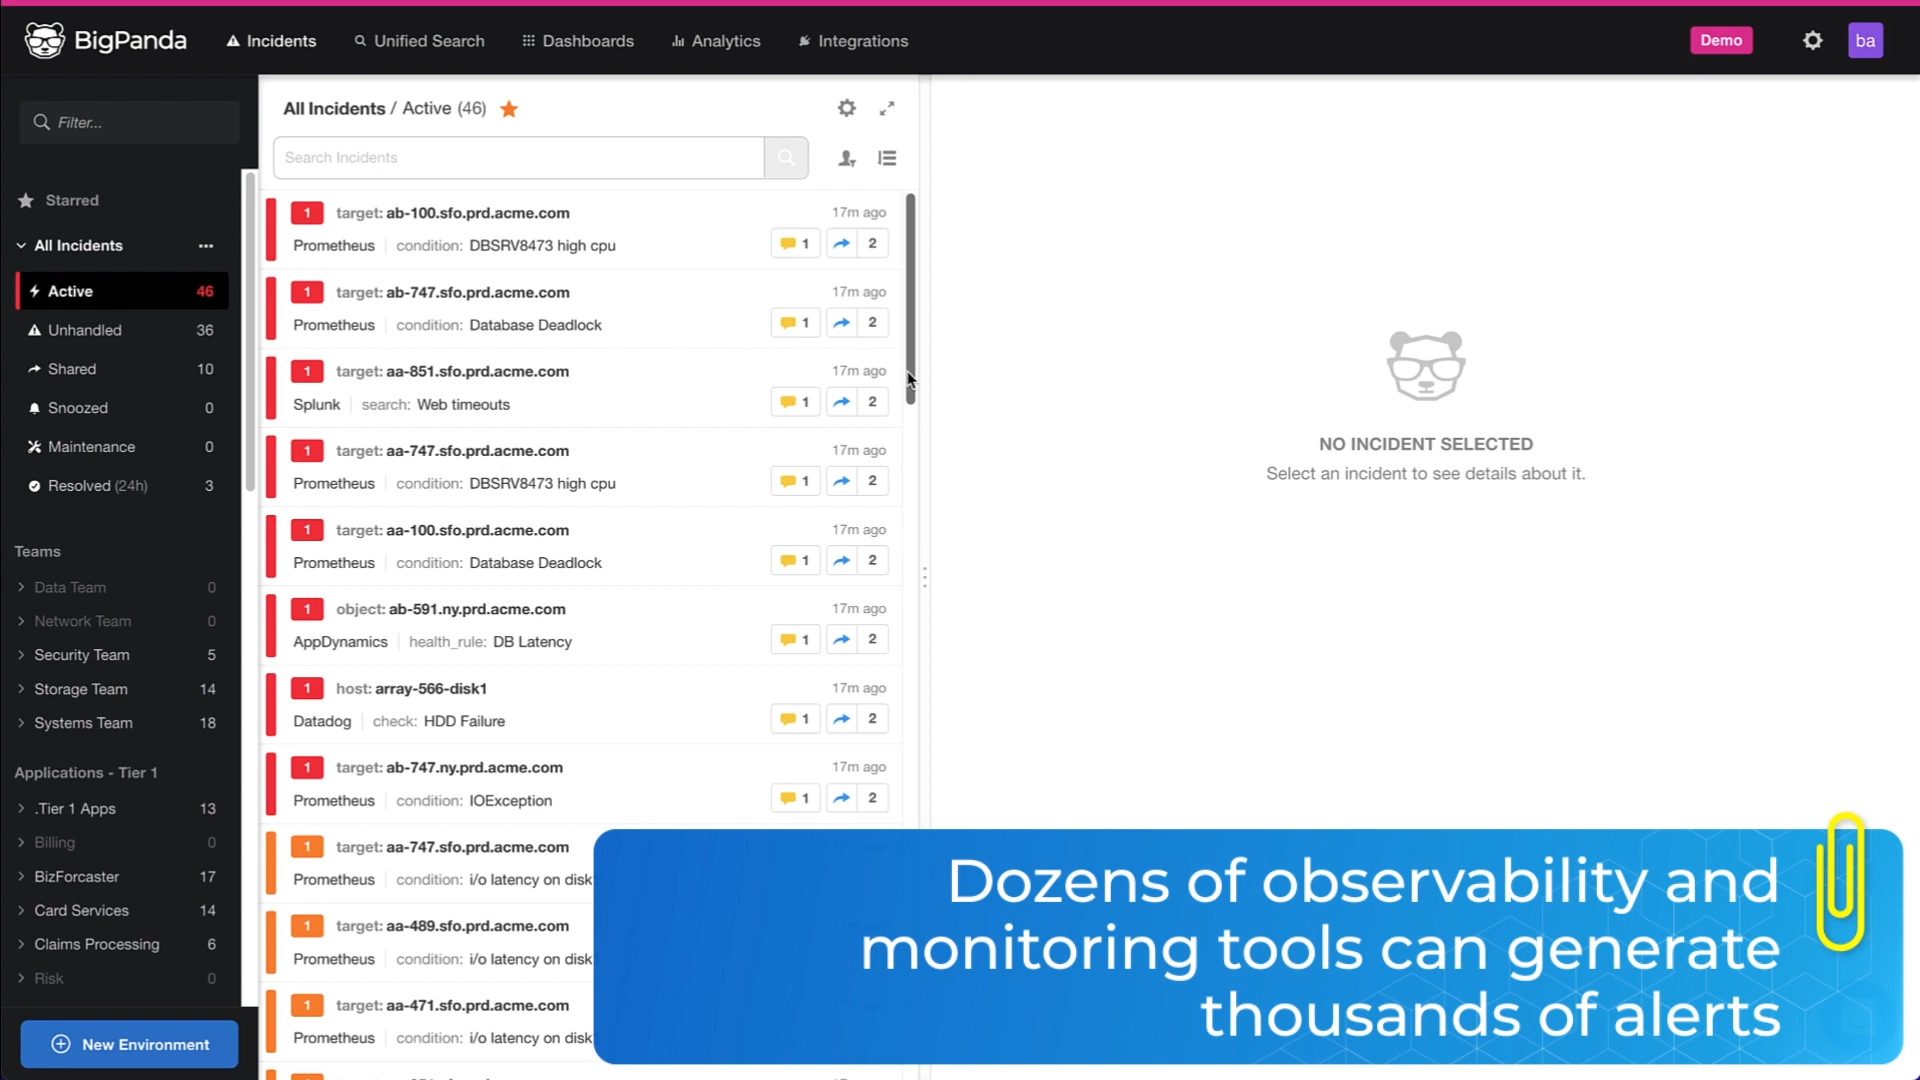 BigPanda
Incidents
Unified Search
Dashboards
Analytics
Integrations
Demo
ba
Filter...
Starred
All Incidents ...
Active 46
Unhandled 36
Shared 10
Snoozed 0
Maintenance 0
Resolved (24h) 3
Teams
Data Team 0
Network Team 0
Security Team 5
Storage Team 14
Systems Team 18
Applications - Tier 1
.Tier 1 Apps 13
Billing 0
BizForcaster 17
Card Services 14
Claims Processing 6
Risk 0
New Environment
All Incidents / Active (46)
Search Incidents
1 target: ab-100.sfo.prd.acme.com 17m ago
Prometheus condition: DBSRV8473 high cpu 1 2
1 target: ab-747.sfo.prd.acme.com 17m ago
Prometheus condition: Database Deadlock 1 2
1 target: aa-851.sfo.prd.acme.com 17m ago
Splunk search: Web timeouts 1 2
1 target: aa-747.sfo.prd.acme.com 17m ago
Prometheus condition: DBSRV8473 high cpu 1 2
1 target: aa-100.sfo.prd.acme.com 17m ago
Prometheus condition: Database Deadlock 1 2
1 object: ab-591.ny.prd.acme.com 17m ago
AppDynamics health_rule: DB Latency 1 2
1 host: array-566-disk1 17m ago
Datadog check: HDD Failure 1 2
1 target: ab-747.ny.prd.acme.com 17m ago
Prometheus condition: IOException 1 2
1 target: aa-747.sfo.prd.acme.com
Prometheus condition: i/o latency on disk
1 target: aa-489.sfo.prd.acme.com
Prometheus condition: i/o latency on disk
1 target: aa-471.sfo.prd.acme.com
Prometheus condition: i/o latency on disk
NO INCIDENT SELECTED
Select an incident to see details about it.
Dozens of observability and
monitoring tools can generate
thousands of alerts